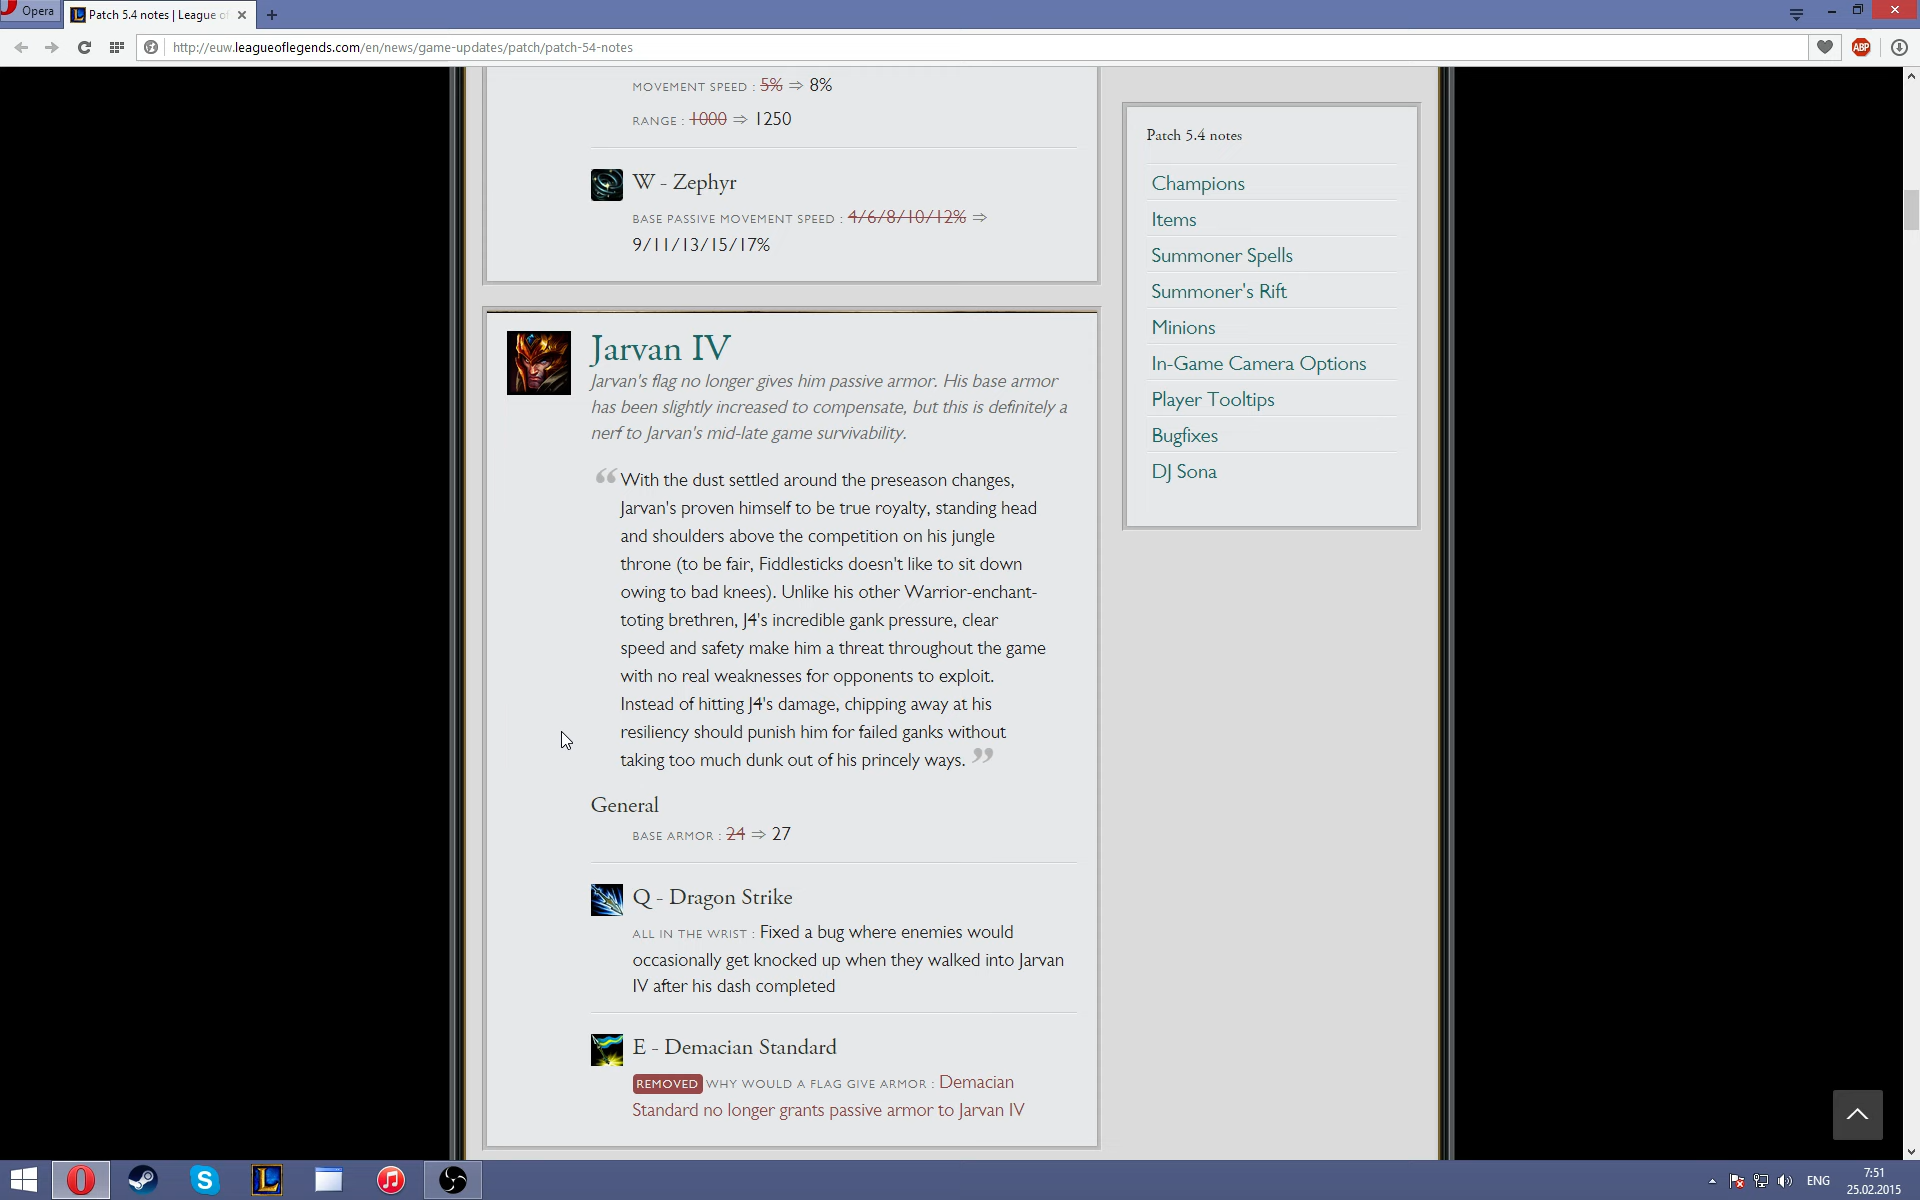 Opera
Patch 5.4 notes | League of
http://euw.leagueoflegends.com/en/news/game-updates/patch/patch-54-notes
ABP
MOVEMENT SPEED : 5% ⇒ 8%
RANGE : 1000 ⇒ 1250
W - Zephyr
BASE PASSIVE MOVEMENT SPEED : 4/6/8/10/12% ⇒
9/11/13/15/17%
Jarvan IV
Jarvan's flag no longer gives him passive armor. His base armor
has been slightly increased to compensate, but this is definitely a
nerf to Jarvan's mid-late game survivability.
“ With the dust settled around the preseason changes,
Jarvan's proven himself to be true royalty, standing head
and shoulders above the competition on his jungle
throne (to be fair, Fiddlesticks doesn't like to sit down
owing to bad knees). Unlike his other Warrior-enchant-
toting brethren, J4's incredible gank pressure, clear
speed and safety make him a threat throughout the game
with no real weaknesses for opponents to exploit.
Instead of hitting J4's damage, chipping away at his
resiliency should punish him for failed ganks without
taking too much dunk out of his princely ways. ”
General
BASE ARMOR : 24 ⇒ 27
Q - Dragon Strike
ALL IN THE WRIST : Fixed a bug where enemies would
occasionally get knocked up when they walked into Jarvan
IV after his dash completed
E - Demacian Standard
REMOVED WHY WOULD A FLAG GIVE ARMOR : Demacian
Standard no longer grants passive armor to Jarvan IV
Patch 5.4 notes
Champions
Items
Summoner Spells
Summoner's Rift
Minions
In-Game Camera Options
Player Tooltips
Bugfixes
DJ Sona
ENG
7:51
25.02.2015